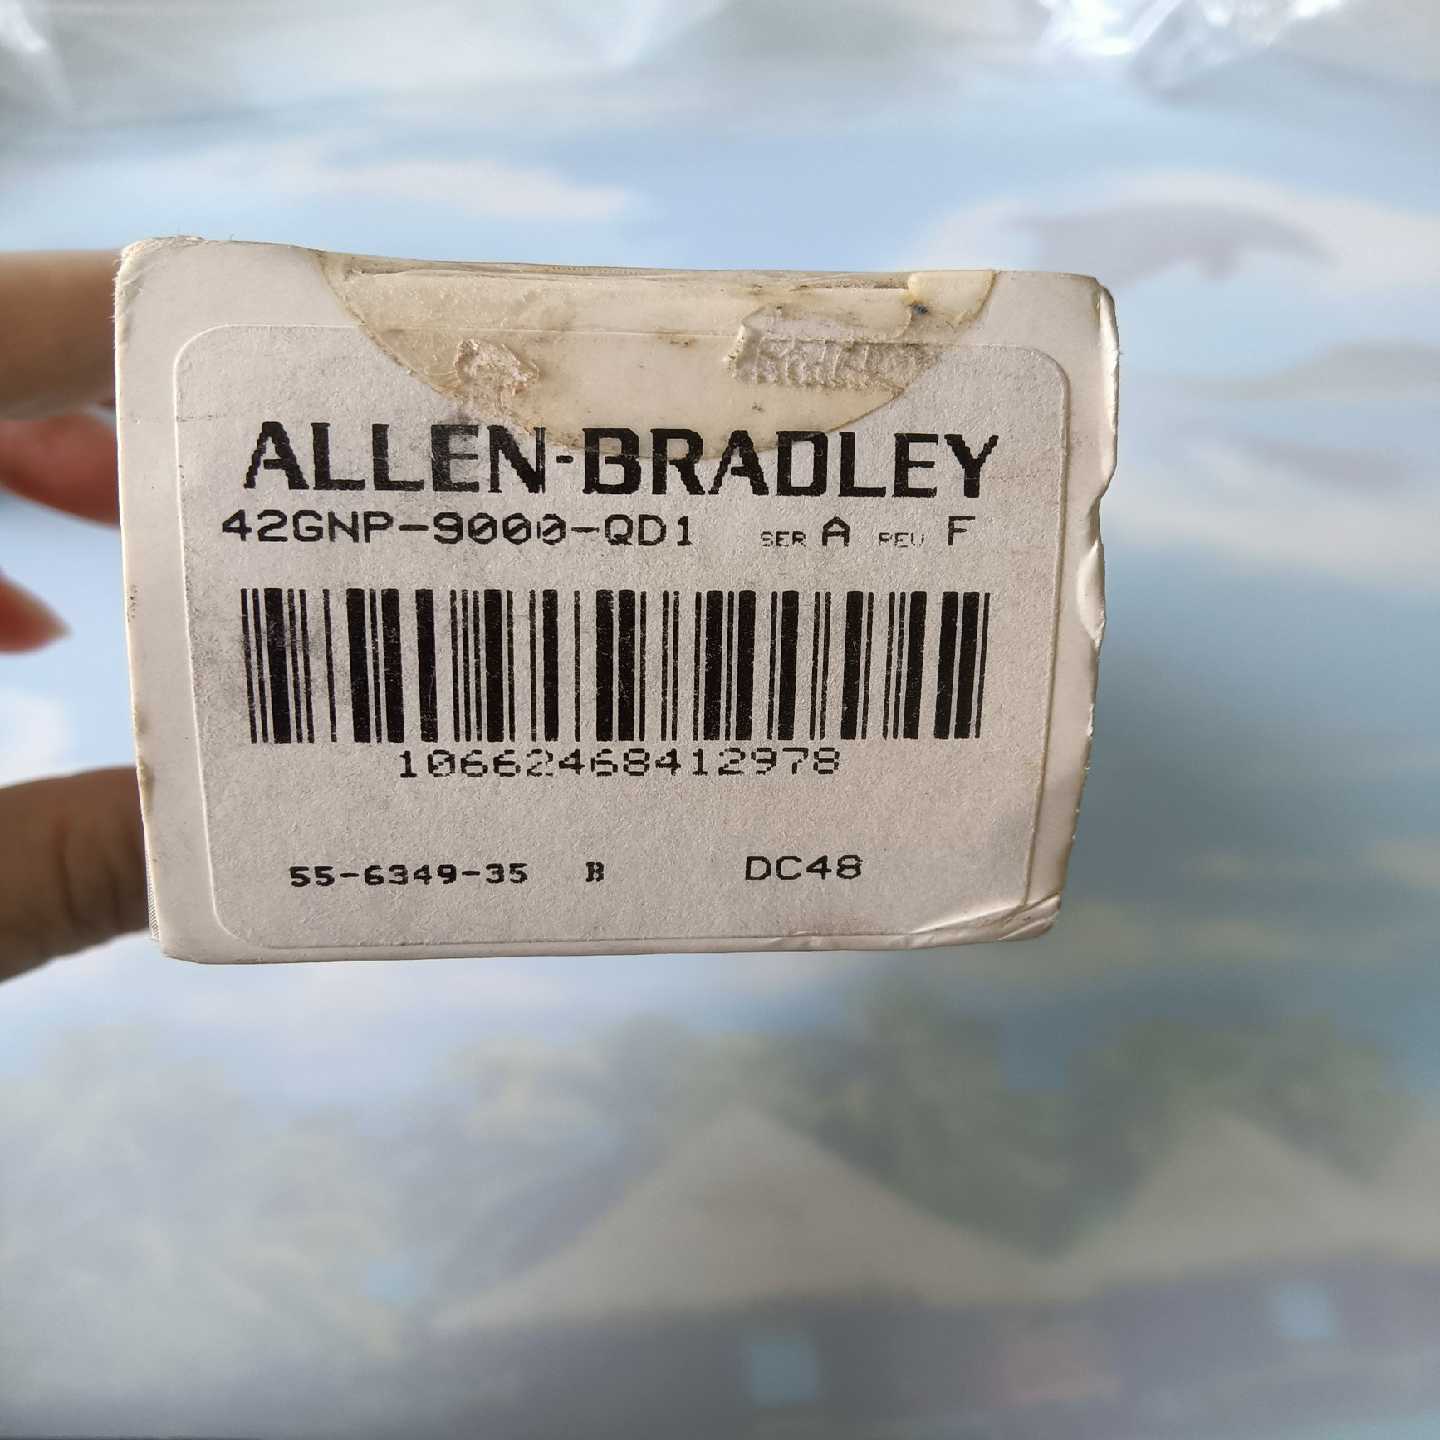 ALLEN-BRADLEY
42GNP-9000-QD1 SER A REV F
10662468412978
55-6349-35 B DC48